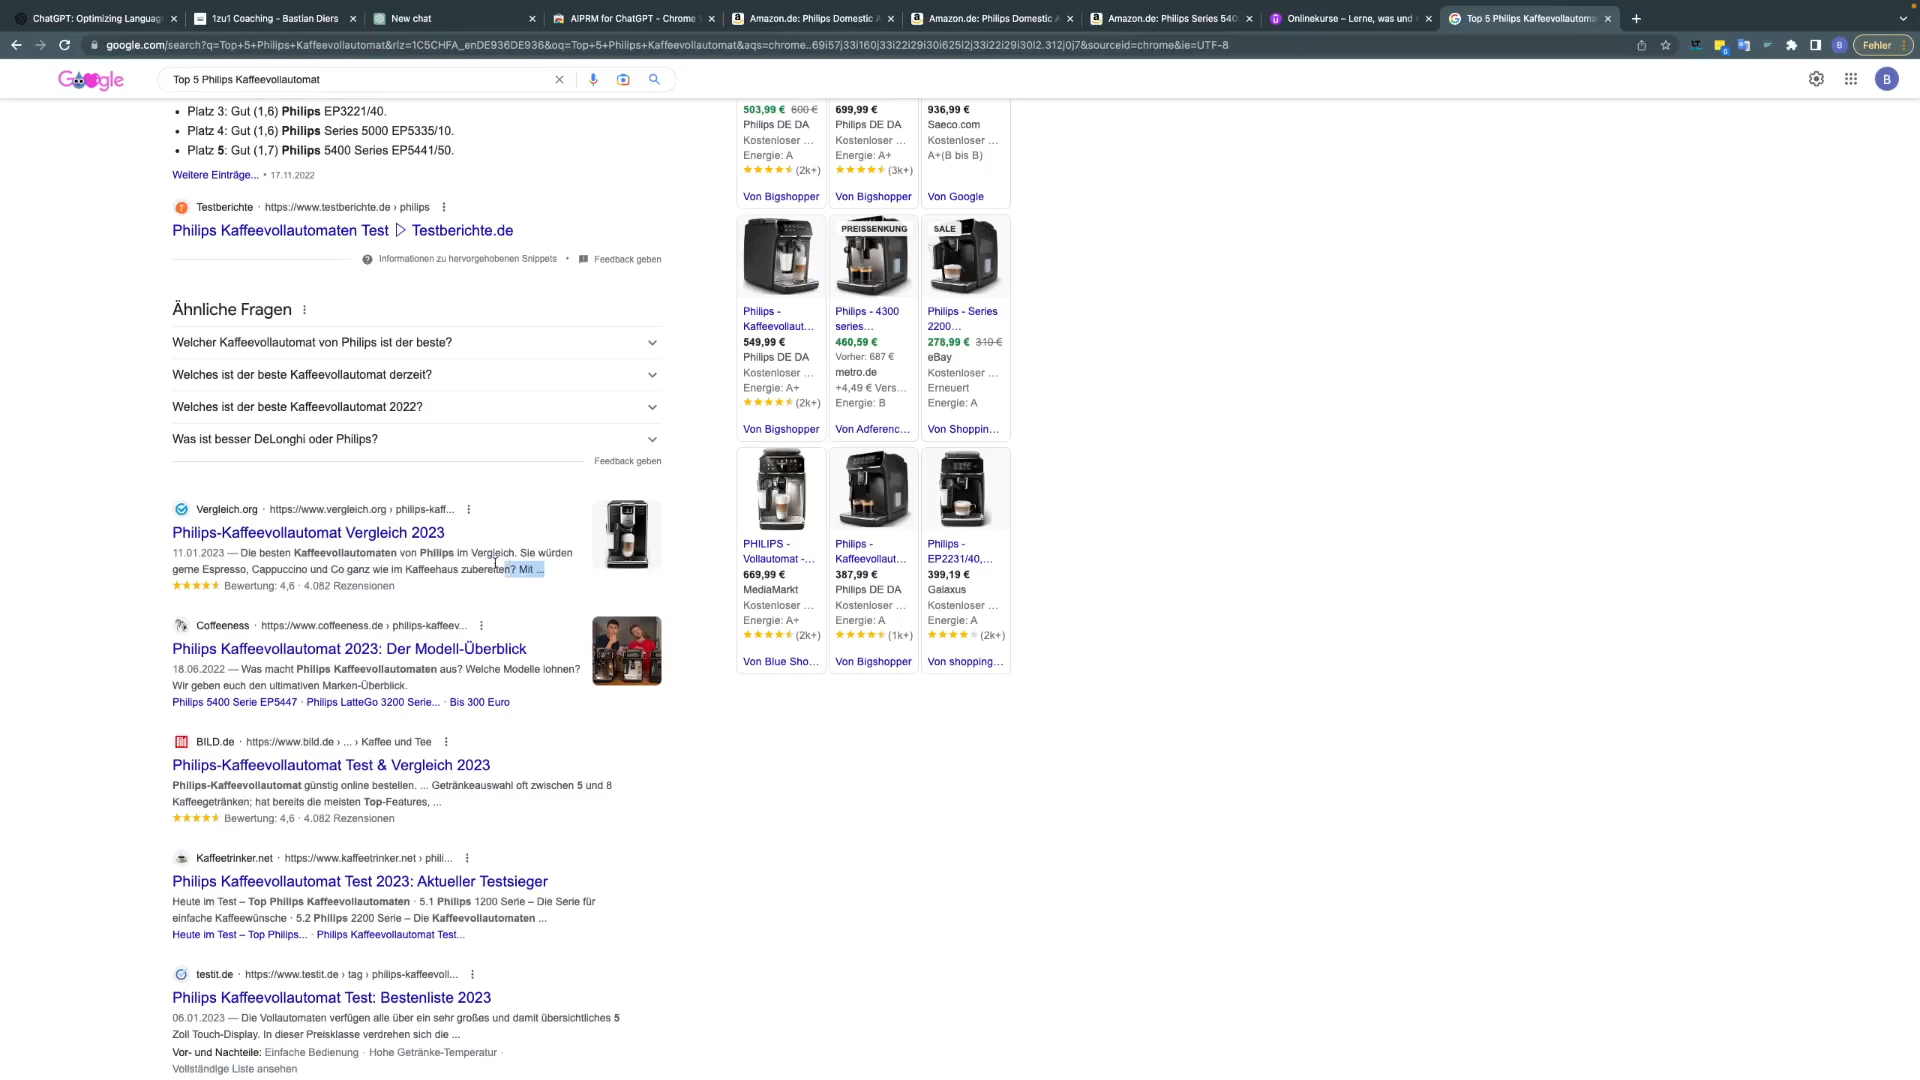 ChatGPT: Optimizing Languag
1zu1 Coaching - Bastian Diers
New chat
AIPRM for ChatGPT - Chrome
Amazon.de: Philips Domestic A
Amazon.de: Philips Domestic A
Amazon.de: Philips Series 540
Onlinekurse – Lerne, was und
Top 5 Philips Kaffeevollautoma
google.com/search?q=Top+5+Philips+Kaffeevollautomat&rlz=1C5CHFA_enDE936DE936&oq=Top+5+Philips+Kaffeevollautomat&aqs=chrome..69i57j33i160j33i22i29i30i625l2j33i22i29i30l2.312j0j7&sourceid=chrome&ie=UTF-8
Fehler
Google
Top 5 Philips Kaffeevollautomat
B
Platz 3: Gut (1,6) Philips EP3221/40.
Platz 4: Gut (1,6) Philips Series 5000 EP5335/10.
Platz 5: Gut (1,7) Philips 5400 Series EP5441/50.
Weitere Einträge... • 17.11.2022
Testberichte · https://www.testberichte.de › philips
Philips Kaffeevollautomaten Test ▷ Testberichte.de
Informationen zu hervorgehobenen Snippets • Feedback geben
Ähnliche Fragen
Welcher Kaffeevollautomat von Philips ist der beste?
Welches ist der beste Kaffeevollautomat derzeit?
Welches ist der beste Kaffeevollautomat 2022?
Was ist besser DeLonghi oder Philips?
Feedback geben
Vergleich.org · https://www.vergleich.org › philips-kaff...
Philips-Kaffeevollautomat Vergleich 2023
11.01.2023 — Die besten Kaffeevollautomaten von Philips im Vergleich. Sie würden
gerne Espresso, Cappuccino und Co ganz wie im Kaffeehaus zubereiten? Mit ...
Bewertung: 4,6 · 4.082 Rezensionen
Coffeeness · https://www.coffeeness.de › philips-kaffeev...
Philips Kaffeevollautomat 2023: Der Modell-Überblick
18.06.2022 — Was macht Philips Kaffeevollautomaten aus? Welche Modelle lohnen?
Wir geben euch den ultimativen Marken-Überblick.
Philips 5400 Serie EP5447 · Philips LatteGo 3200 Serie... · Bis 300 Euro
BILD.de · https://www.bild.de › ... › Kaffee und Tee
Philips-Kaffeevollautomat Test & Vergleich 2023
Philips-Kaffeevollautomat günstig online bestellen. ... Getränkeauswahl oft zwischen 5 und 8
Kaffeegetränken; hat bereits die meisten Top-Features, ...
Bewertung: 4,6 · 4.082 Rezensionen
Kaffeetrinker.net · https://www.kaffeetrinker.net › phili...
Philips Kaffeevollautomat Test 2023: Aktueller Testsieger
Heute im Test – Top Philips Kaffeevollautomaten · 5.1 Philips 1200 Serie – Die Serie für
einfache Kaffeewünsche · 5.2 Philips 2200 Serie – Die Kaffeevollautomaten ...
Heute im Test – Top Philips... · Philips Kaffeevollautomat Test...
testit.de · https://www.testit.de › tag › philips-kaffeevoll...
Philips Kaffeevollautomat Test: Bestenliste 2023
06.01.2023 — Die Vollautomaten verfügen alle über ein sehr großes und damit übersichtliches 5
Zoll Touch-Display. In dieser Preisklasse verdrehen sich die ...
Vor- und Nachteile: Einfache Bedienung · Hohe Getränke-Temperatur ·
Vollständige Liste ansehen
503,99 € 600 €
Philips DE DA
Kostenloser ...
Energie: A
(2k+)
Von Bigshopper
699,99 €
Philips DE DA
Kostenloser ...
Energie: A+
(3k+)
Von Bigshopper
936,99 €
Saeco.com
Kostenloser ...
A+(B bis B)
Von Google
Philips -
Kaffeevollaut...
549,99 €
Philips DE DA
Kostenloser ...
Energie: A+
(2k+)
Von Bigshopper
PREISSENKUNG
Philips - 4300
series...
460,59 €
Vorher: 687 €
metro.de
+4,49 € Vers...
Energie: B
Von Adferenc...
SALE
Philips - Series
2200...
278,99 € 310 €
eBay
Kostenloser ...
Erneuert
Energie: A
Von Shoppin...
PHILIPS -
Vollautomat -...
669,99 €
MediaMarkt
Kostenloser ...
Energie: A+
(2k+)
Von Blue Sho...
Philips -
Kaffeevollaut...
387,99 €
Philips DE DA
Kostenloser ...
Energie: A
(1k+)
Von Bigshopper
Philips -
EP2231/40,...
399,19 €
Galaxus
Kostenloser ...
Energie: A
(2k+)
Von shopping...